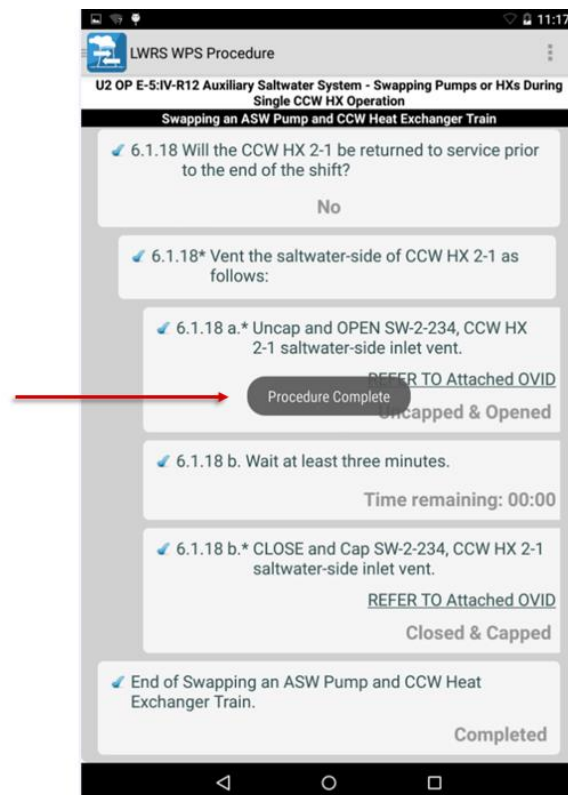 11:17
LWRS WPS Procedure
U2 OP E-5:IV-R12 Auxiliary Saltwater System - Swapping Pumps or HXs During
Single CCW HX Operation
Swapping an ASW Pump and CCW Heat Exchanger Train
6.1.18 Will the CCW HX 2-1 be returned to service prior
to the end of the shift?
No
6.1.18* Vent the saltwater-side of CCW HX 2-1 as
follows:
6.1.18 a.* Uncap and OPEN SW-2-234, CCW HX
2-1 saltwater-side inlet vent.
REFER TO Attached OVID
Procedure Complete
Uncapped & Opened
6.1.18 b. Wait at least three minutes.
Time remaining: 00:00
6.1.18 b.* CLOSE and Cap SW-2-234, CCW HX 2-1
saltwater-side inlet vent.
REFER TO Attached OVID
Closed & Capped
End of Swapping an ASW Pump and CCW Heat
Exchanger Train.
Completed